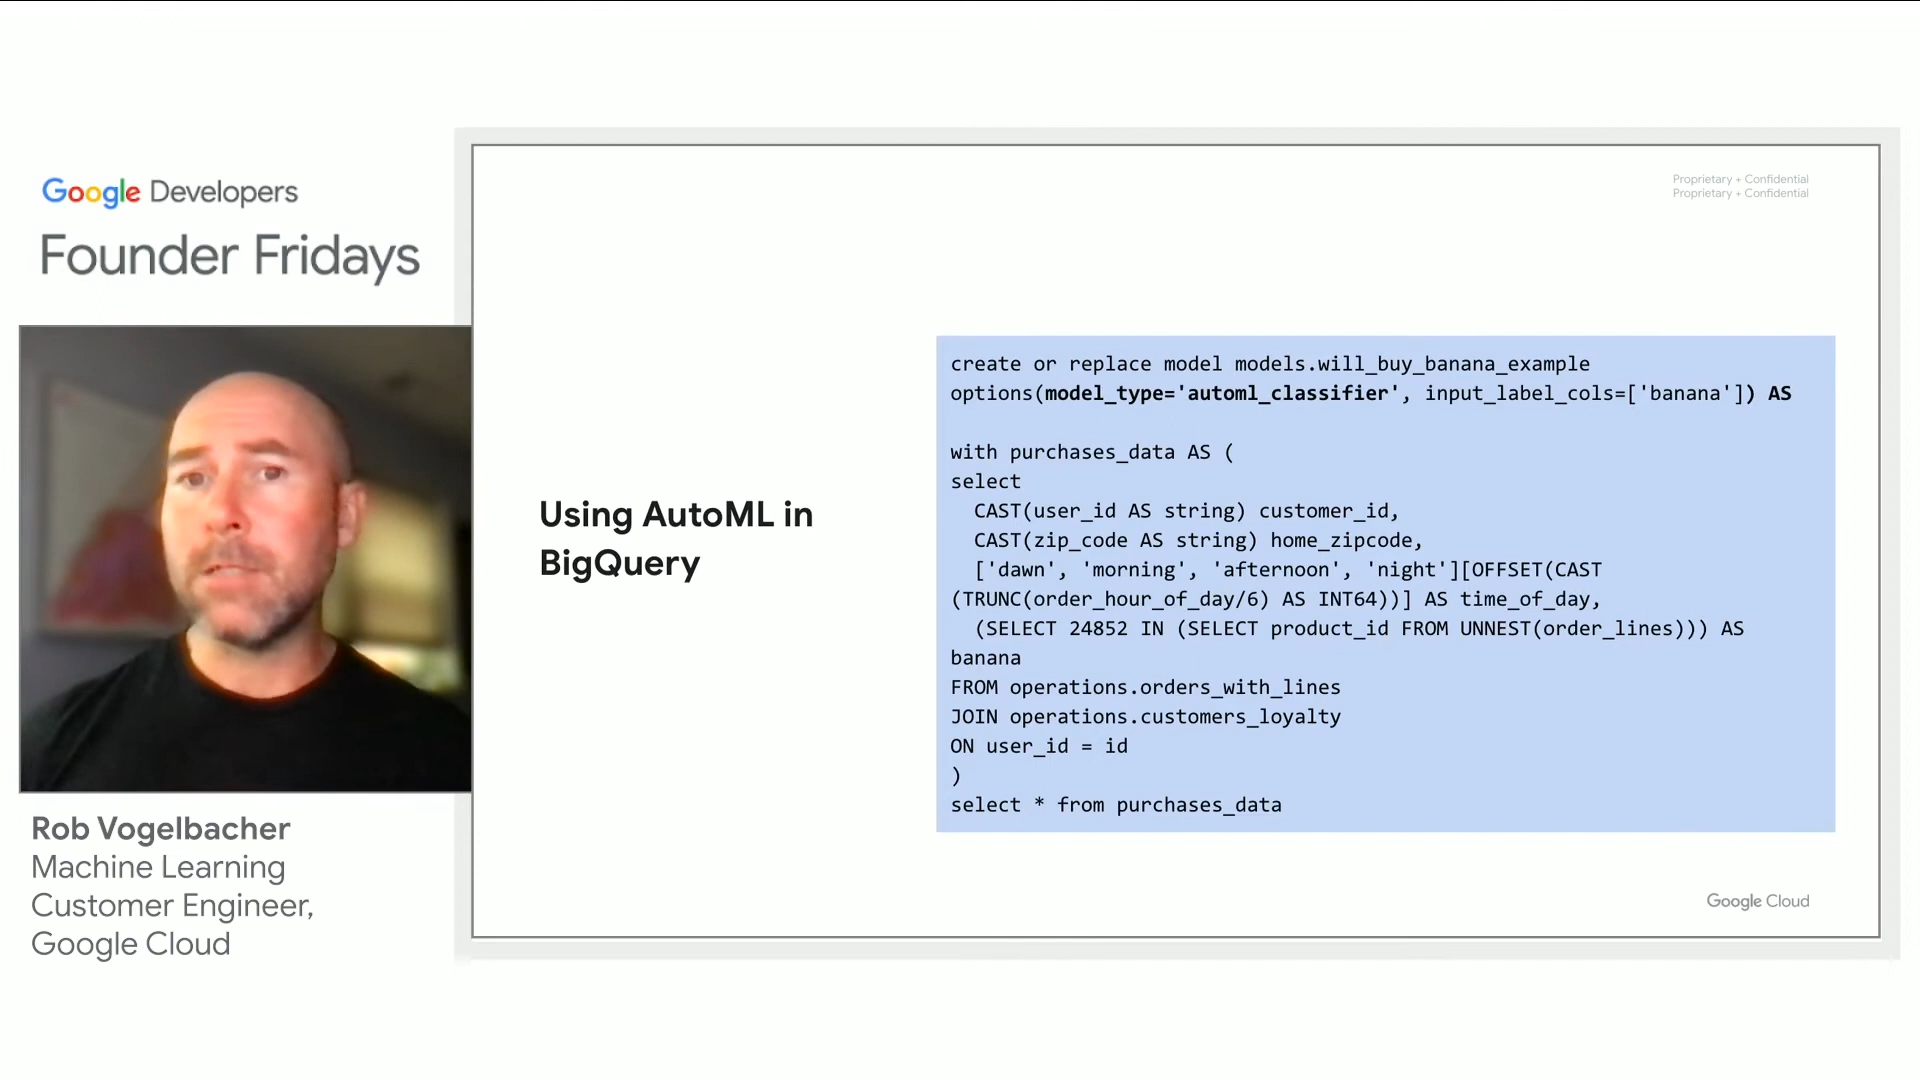 Google Developers
Founder Fridays
Rob Vogelbacher
Machine Learning
Customer Engineer,
Google Cloud
Proprietary + Confidential
Proprietary + Confidential
Using AutoML in
BigQuery
create or replace model models.will_buy_banana_example
options(model_type='automl_classifier', input_label_cols=['banana']) AS
with purchases_data AS (
select
CAST(user_id AS string) customer_id,
CAST(zip_code AS string) home_zipcode,
['dawn', 'morning', 'afternoon', 'night'][OFFSET(CAST
(TRUNC(order_hour_of_day/6) AS INT64))] AS time_of_day,
(SELECT 24852 IN (SELECT product_id FROM UNNEST(order_lines))) AS
banana
FROM operations.orders_with_lines
JOIN operations.customers_loyalty
ON user_id = id
)
select * from purchases_data
Google Cloud